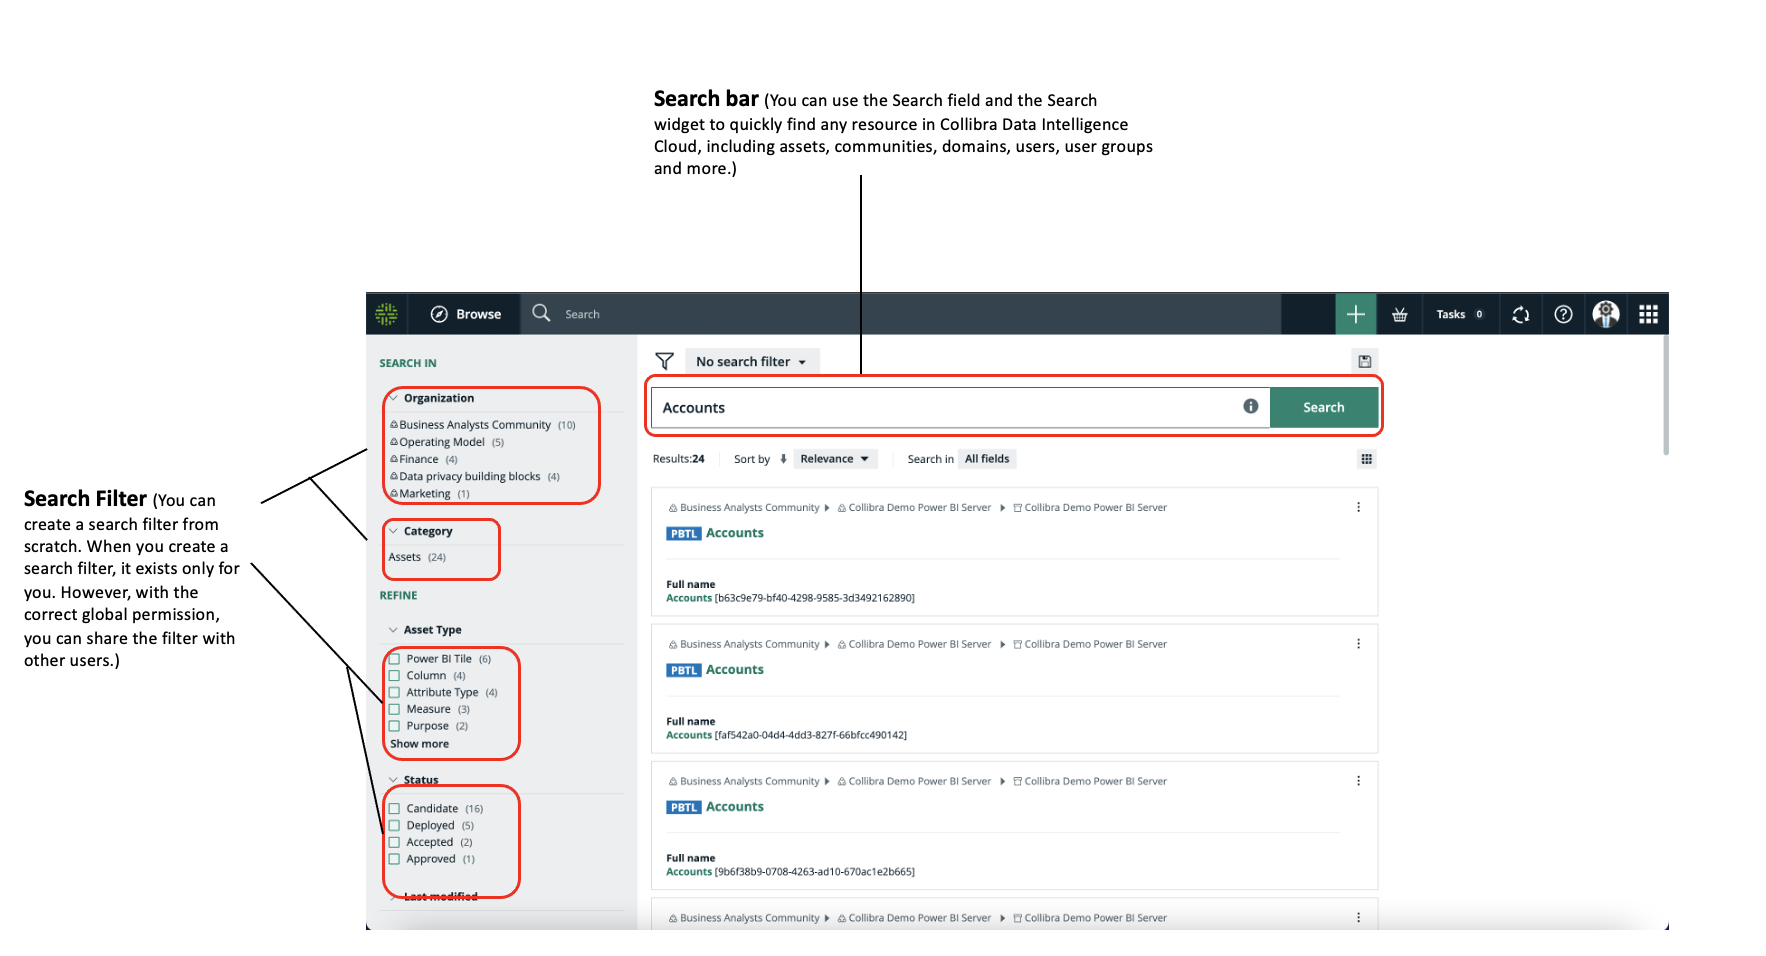 Search bar (You can use the Search field and the Search
widget to quickly find any resource in Collibra Data Intelligence
Cloud, including assets, communities, domains, users, user groups
and more.)
Search Filter (You can
create a search filter from
scratch. When you create a
search filter, it exists only for
you. However, with the
correct global permission,
you can share the filter with
other users.)
Browse Search Tasks 0
SEARCH IN
Organization
Business Analysts Community (10)
Operating Model (5)
Finance (4)
Data privacy building blocks (4)
Marketing (1)
Category
Assets (24)
REFINE
Asset Type
Power BI Tile (6)
Column (4)
Attribute Type (4)
Measure (3)
Purpose (2)
Show more
Status
Candidate (16)
Deployed (5)
Accepted (2)
Approved (1)
Last modified
No search filter
Accounts Search
Results:24 Sort by Relevance Search in All fields
Business Analysts Community Collibra Demo Power BI Server Collibra Demo Power BI Server
PBTL Accounts
Full name
Accounts [b63c9e79-bf40-4298-9585-3d3492162890]
Business Analysts Community Collibra Demo Power BI Server Collibra Demo Power BI Server
PBTL Accounts
Full name
Accounts [faf542a0-04d4-4dd3-827f-66bfcc490142]
Business Analysts Community Collibra Demo Power BI Server Collibra Demo Power BI Server
PBTL Accounts
Full name
Accounts [9b6f38b9-0708-4263-ad10-670ac1e2b665]
Business Analysts Community Collibra Demo Power BI Server Collibra Demo Power BI Server